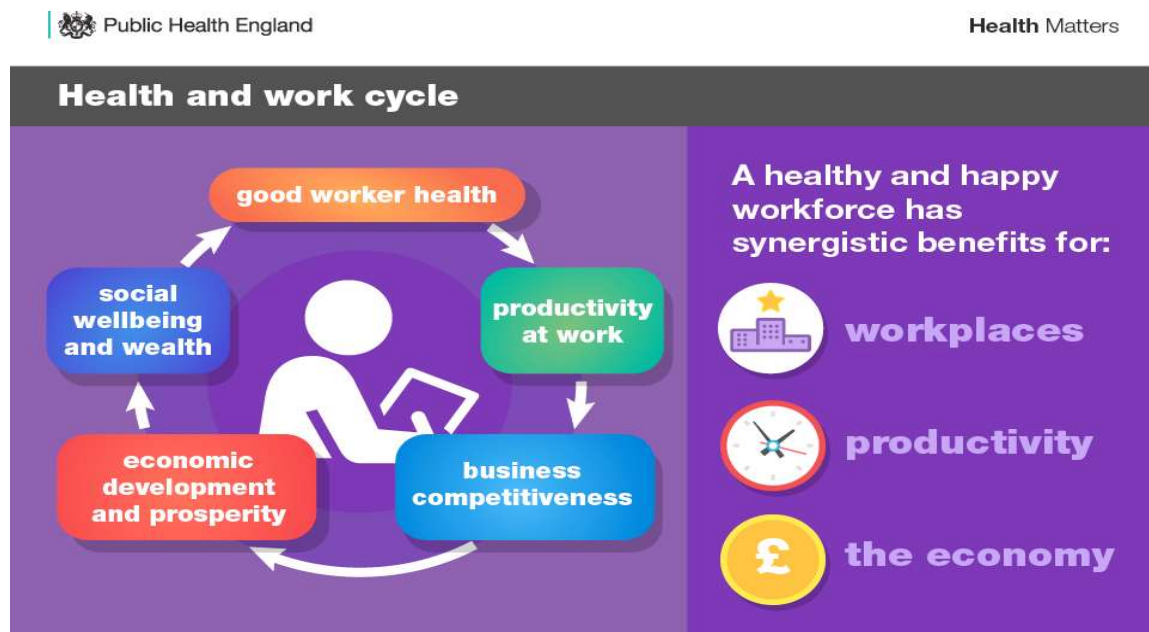 Public Health England
Health Matters
Health and work cycle
good worker health
productivity
at work
business
competitiveness
economic
development
and prosperity
social
wellbeing
and wealth
A healthy and happy
workforce has
synergistic benefits for:
workplaces
productivity
£
the economy